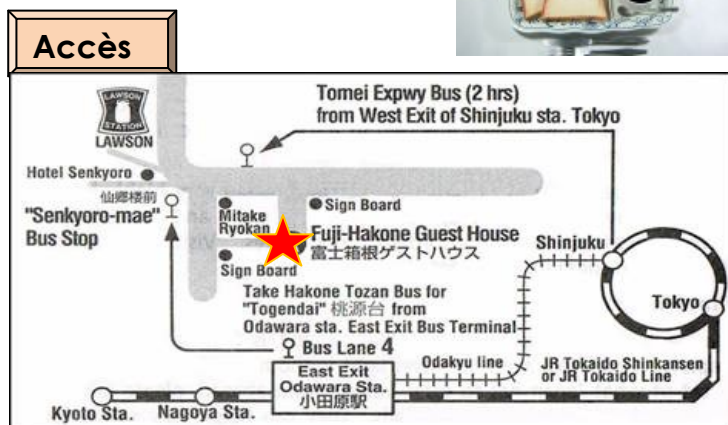 Accès
Tomei Expwy Bus (2 hrs)
from West Exit of Shinjuku sta. Tokyo
LAWSON
STATION
LAWSON
Hotel Senkyoro
仙郷楼前
"Senkyoro-mae"
Bus Stop
Mitake
Ryokan
Sign Board
Fuji-Hakone Guest House
富士箱根ゲストハウス
Sign Board
Shinjuku
Tokyo
Take Hakone Tozan Bus for
"Togendai" 桃源台 from
Odawara sta. East Exit Bus Terminal
Bus Lane 4
East Exit
Odawara Sta.
小田原駅
Odakyu line
JR Tokaido Shinkansen
or JR Tokaido Line
Kyoto Sta.
Nagoya Sta.